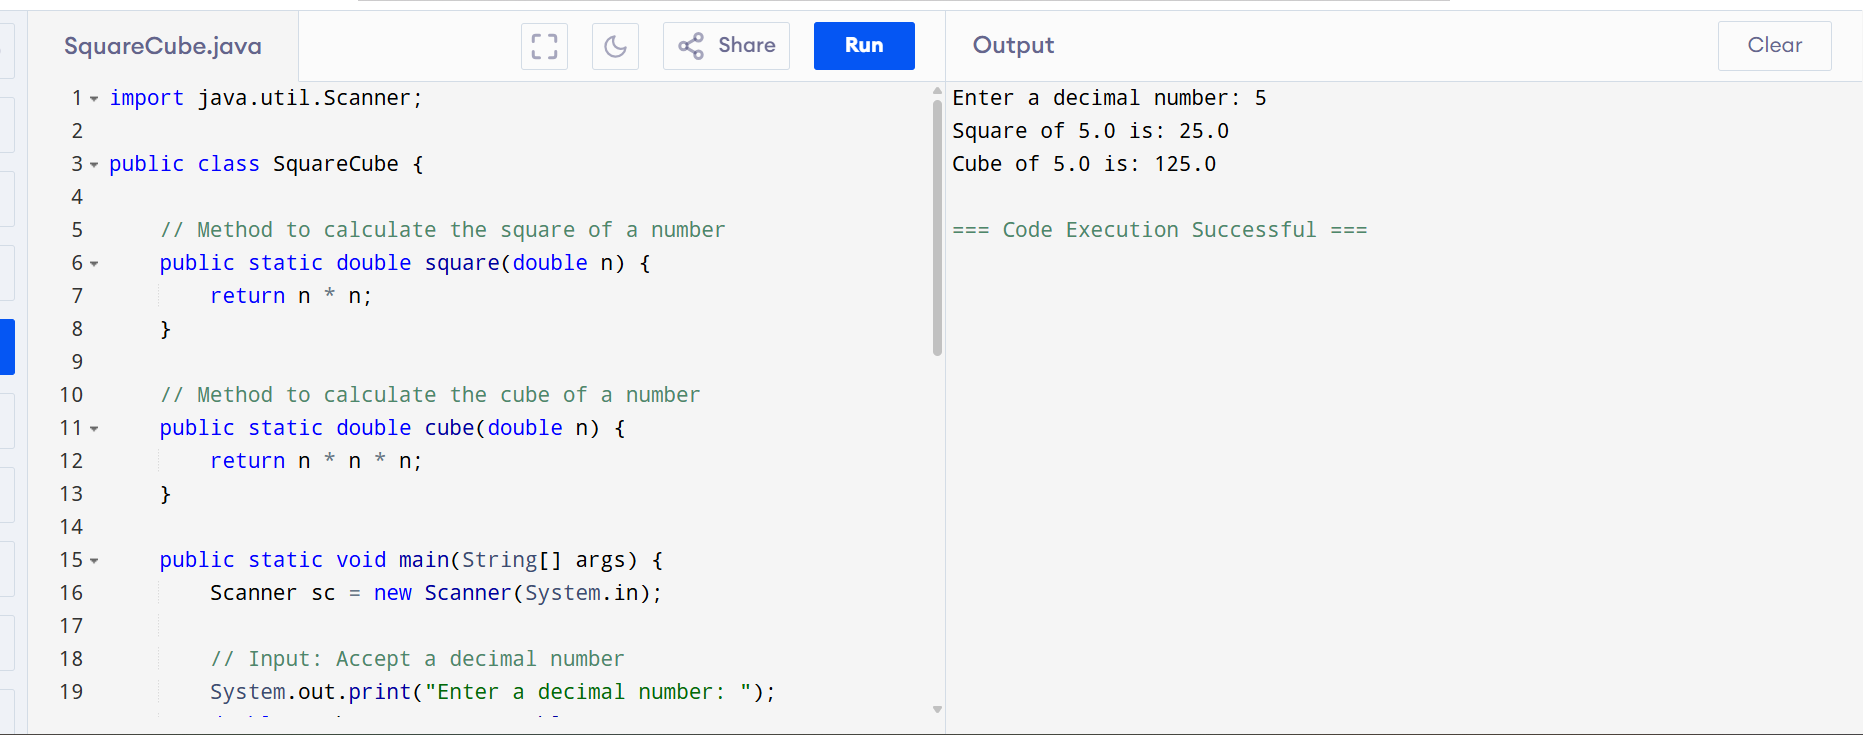 SquareCube.java
Share
Run
Output
Clear
1 import java.util.Scanner;
2
3 public class SquareCube {
4
5 // Method to calculate the square of a number
6 public static double square(double n) {
7 return n * n;
8 }
9
10 // Method to calculate the cube of a number
11 public static double cube(double n) {
12 return n * n * n;
13 }
14
15 public static void main(String[] args) {
16 Scanner sc = new Scanner(System.in);
17
18 // Input: Accept a decimal number
19 System.out.print("Enter a decimal number: ");
Enter a decimal number: 5
Square of 5.0 is: 25.0
Cube of 5.0 is: 125.0
=== Code Execution Successful ===